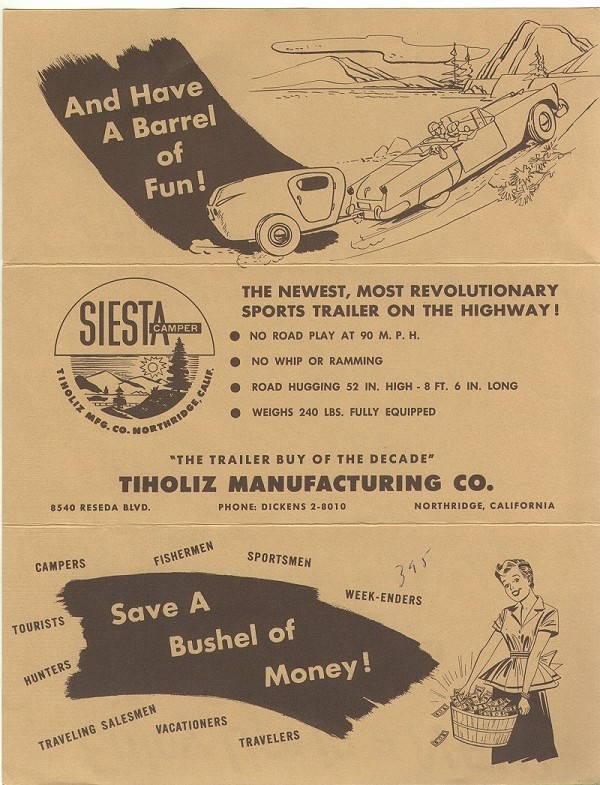 And Have
A Barrel
of
Fun!
SIESTA
CAMPER
TIHOLIZ MFG. CO. NORTHRIDGE, CALIF.
THE NEWEST, MOST REVOLUTIONARY
SPORTS TRAILER ON THE HIGHWAY!
● NO ROAD PLAY AT 90 M. P. H.
● NO WHIP OR RAMMING
● ROAD HUGGING 52 IN. HIGH - 8 FT. 6 IN. LONG
● WEIGHS 240 LBS. FULLY EQUIPPED
"THE TRAILER BUY OF THE DECADE"
TIHOLIZ MANUFACTURING CO.
8540 RESEDA BLVD. PHONE: DICKENS 2-8010 NORTHRIDGE, CALIFORNIA
CAMPERS
FISHERMEN
SPORTSMEN
395
WEEK-ENDERS
TOURISTS
HUNTERS
Save A
Bushel of
Money!
TRAVELING SALESMEN
VACATIONERS
TRAVELERS